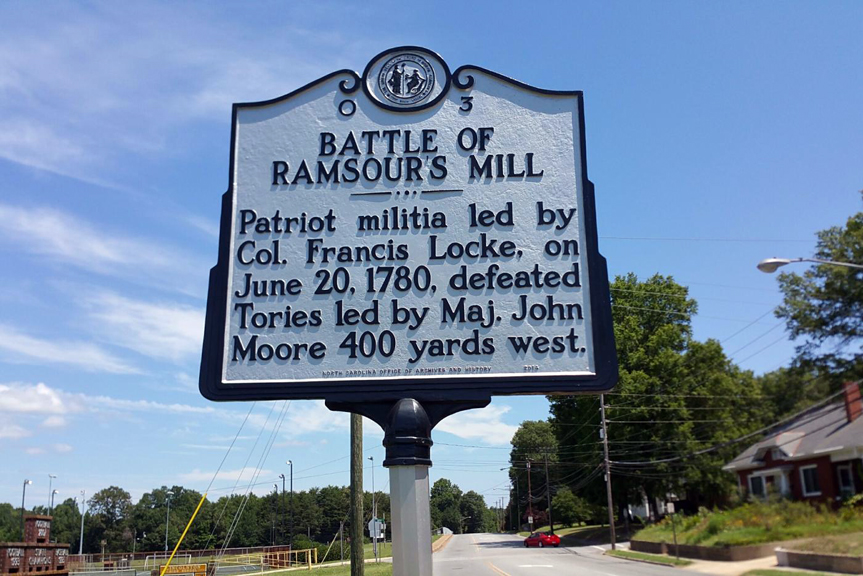 O 3
BATTLE OF
RAMSOUR'S MILL
Patriot militia led by
Col. Francis Locke, on
June 20, 1780, defeated
Tories led by Maj. John
Moore 400 yards west.
NORTH CAROLINA OFFICE OF ARCHIVES AND HISTORY